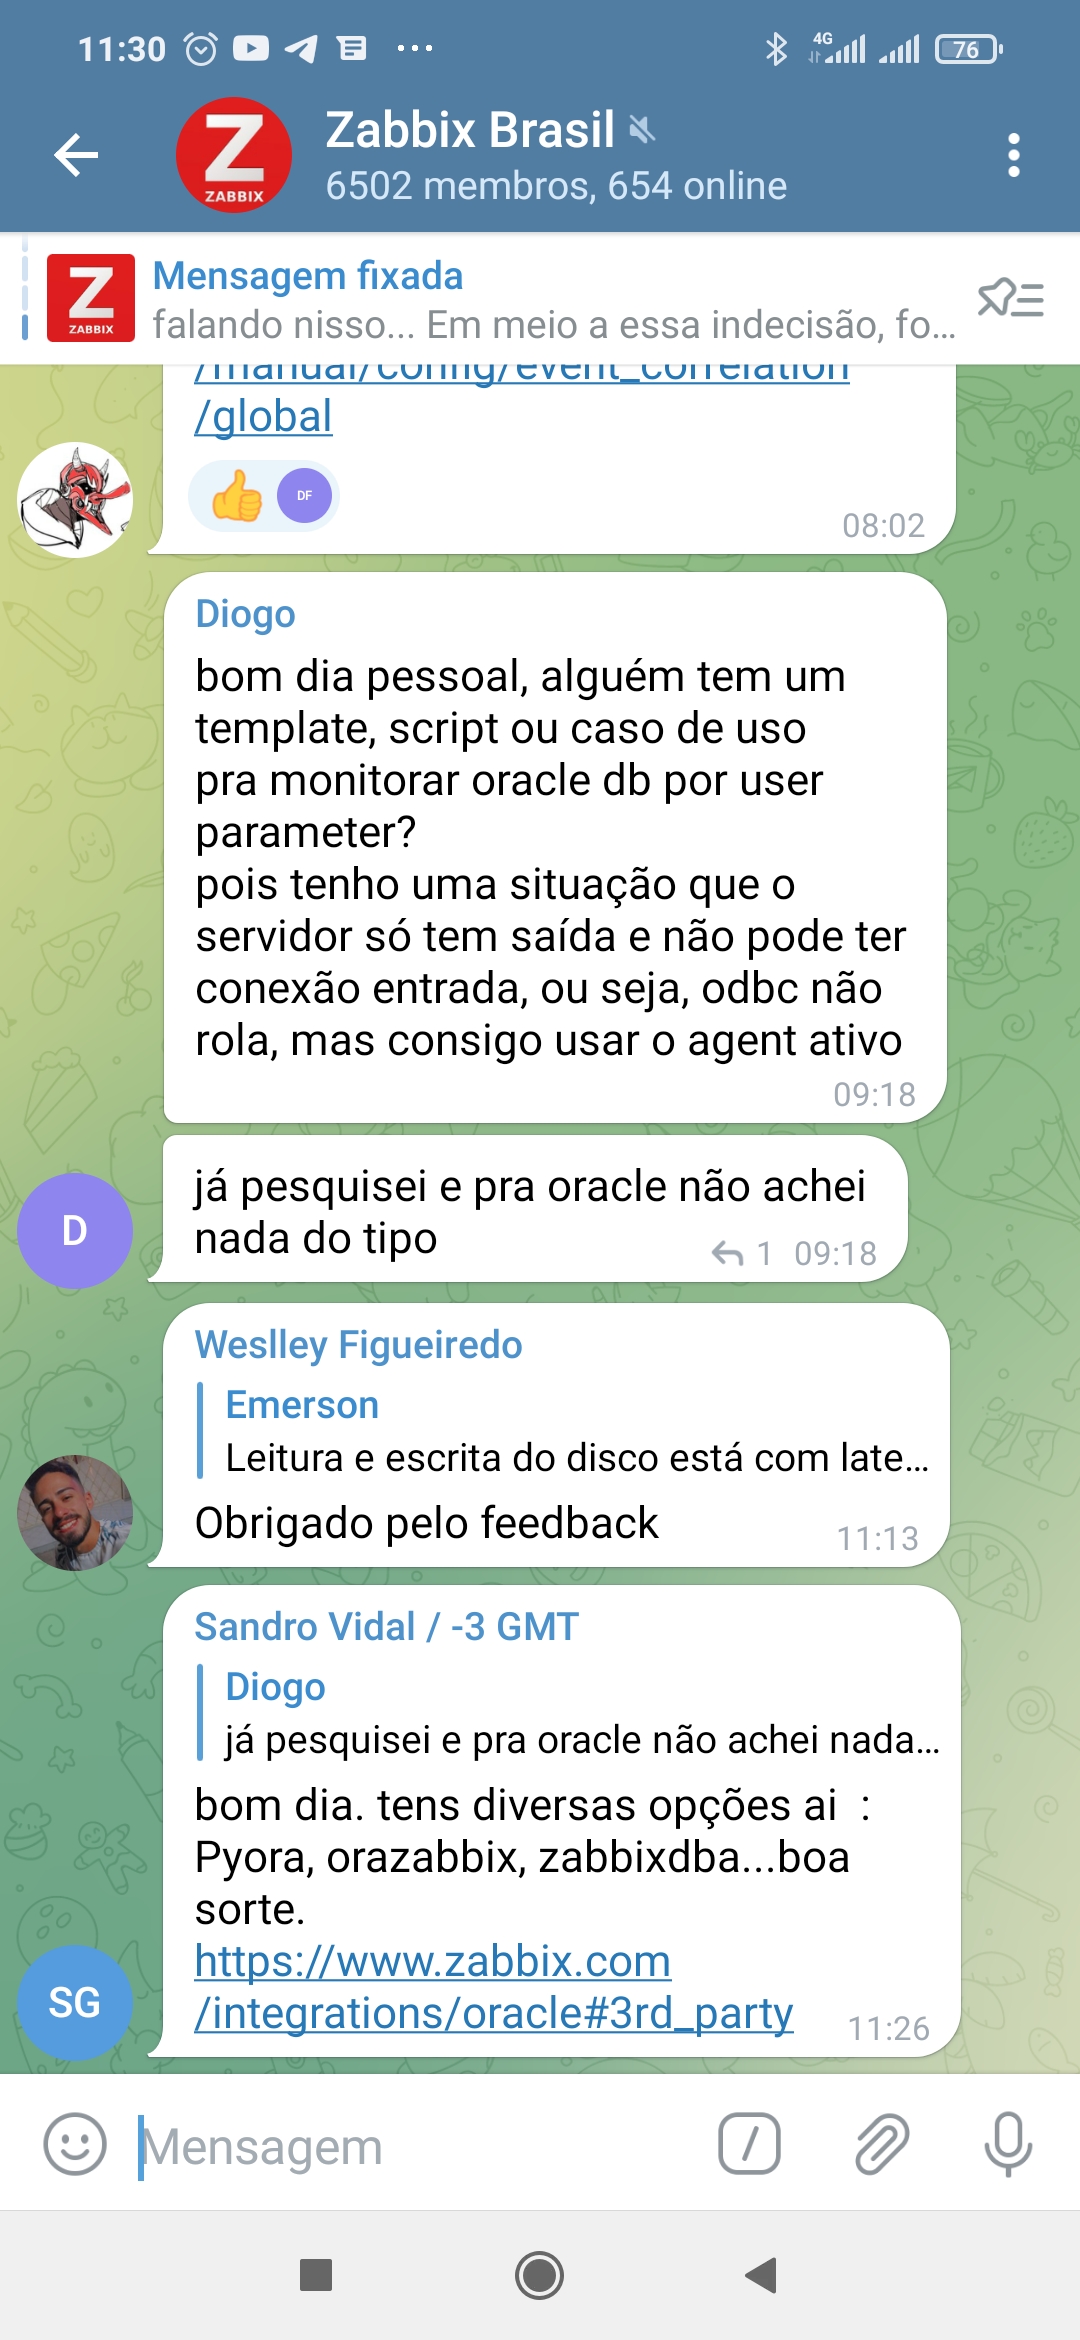 11:30
4G
76
Z
ZABBIX
Zabbix Brasil
6502 membros, 654 online
Z
ZABBIX
Mensagem fixada
falando nisso... Em meio a essa indecisão, fo...
/manual/config/event_correlation
/global
👍 DF
08:02
Diogo
bom dia pessoal, alguém tem um
template, script ou caso de uso
pra monitorar oracle db por user
parameter?
pois tenho uma situação que o
servidor só tem saída e não pode ter
conexão entrada, ou seja, odbc não
rola, mas consigo usar o agent ativo
09:18
D
já pesquisei e pra oracle não achei
nada do tipo
1 09:18
Weslley Figueiredo
Emerson
Leitura e escrita do disco está com late...
Obrigado pelo feedback
11:13
Sandro Vidal / -3 GMT
Diogo
já pesquisei e pra oracle não achei nada...
bom dia. tens diversas opções ai  :
Pyora, orazabbix, zabbixdba...boa
sorte.
https://www.zabbix.com
/integrations/oracle#3rd_party
11:26
SG
Mensagem